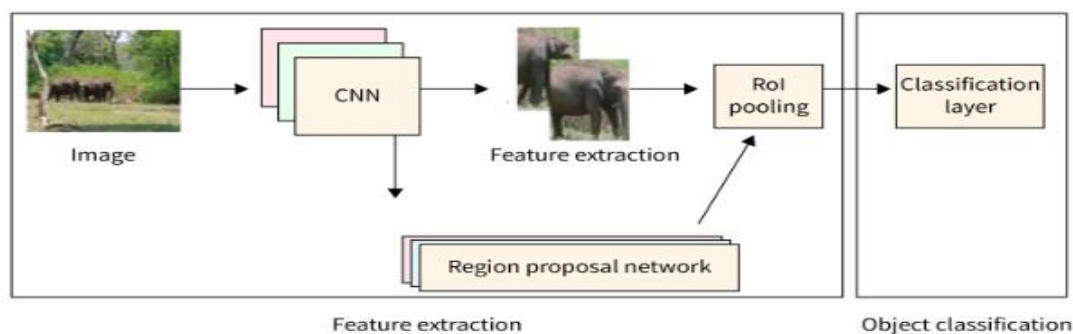 CNN
RoI
pooling
Classification
layer
Image
Feature extraction
Region proposal network
Feature extraction
Object classification